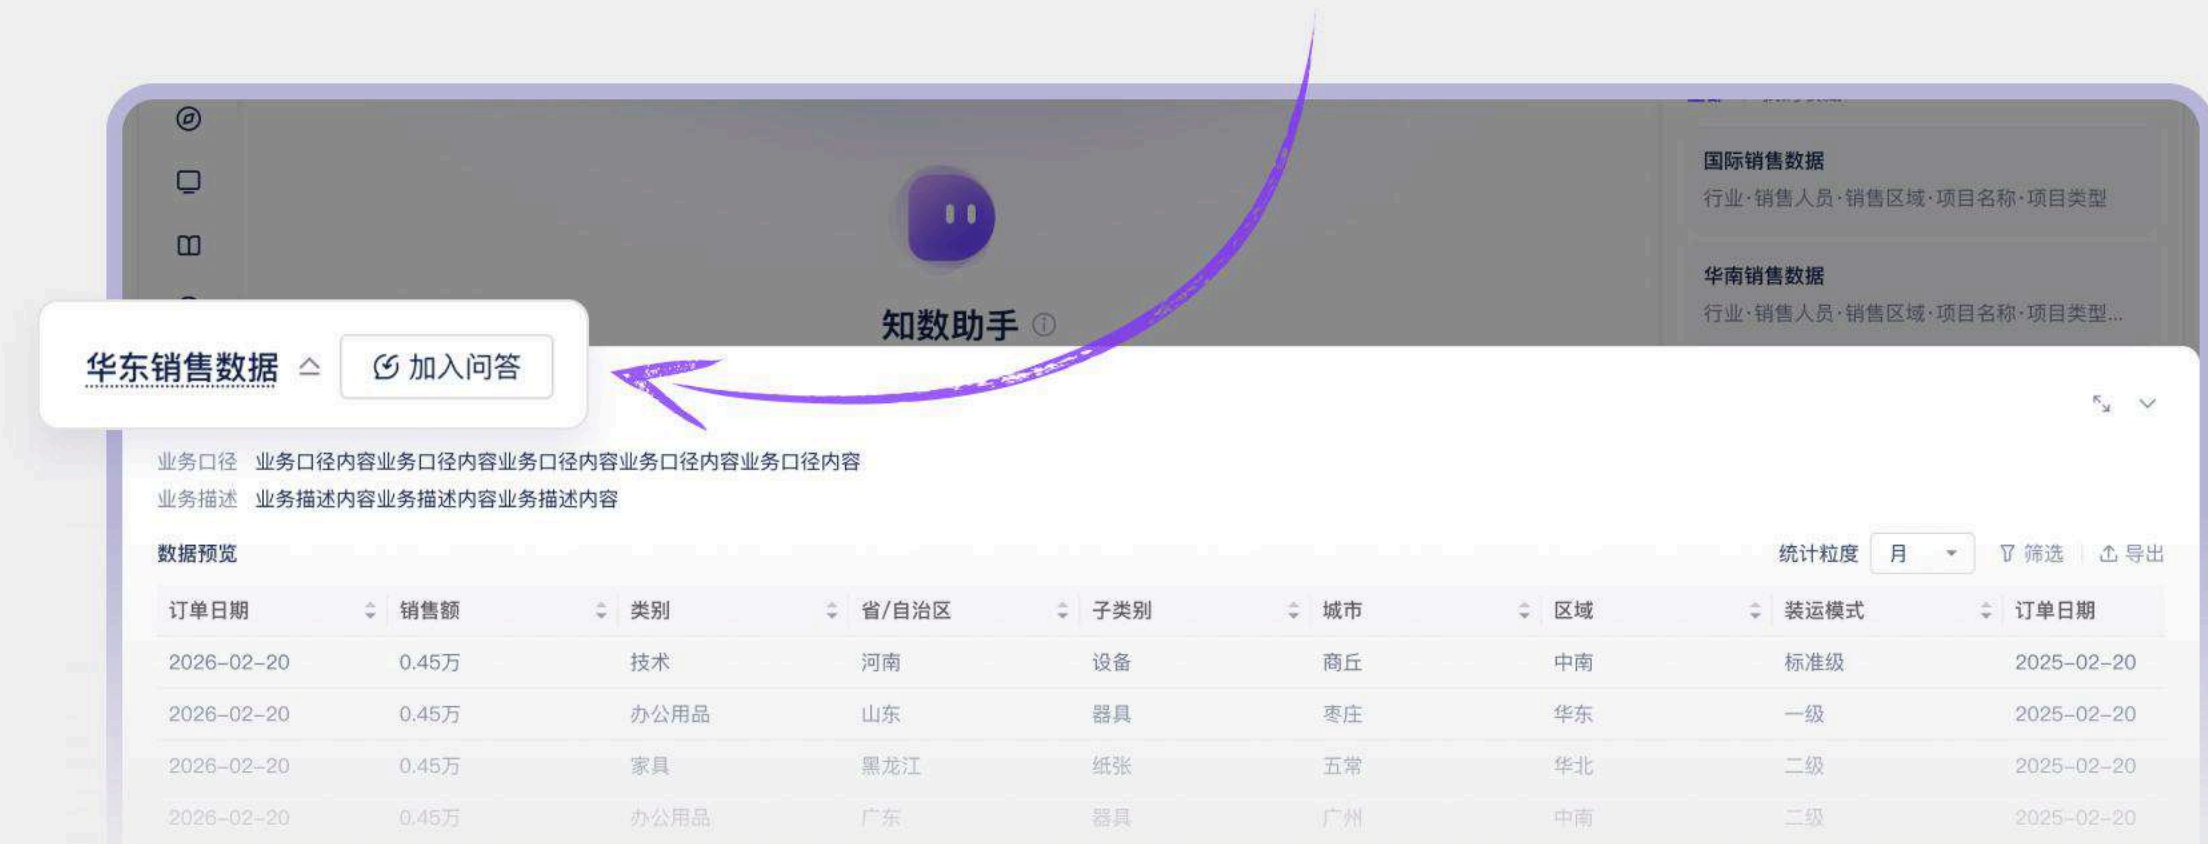 国际销售数据
行业·销售人员·销售区域·项目名称·项目类型
华南销售数据
行业·销售人员·销售区域·项目名称·项目类型...
知数助手
华东销售数据 加入问答
业务口径 业务口径内容业务口径内容业务口径内容业务口径内容业务口径内容
业务描述 业务描述内容业务描述内容业务描述内容
数据预览 统计粒度 月 筛选 导出
订单日期 销售额 类别 省/自治区 子类别 城市 区域 装运模式 订单日期
2026-02-20 0.45万 技术 河南 设备 商丘 中南 标准级 2025-02-20
2026-02-20 0.45万 办公用品 山东 器具 枣庄 华东 一级 2025-02-20
2026-02-20 0.45万 家具 黑龙江 纸张 五常 华北 二级 2025-02-20
2026-02-20 0.45万 办公用品 广东 器具 广州 中南 二级 2025-02-20